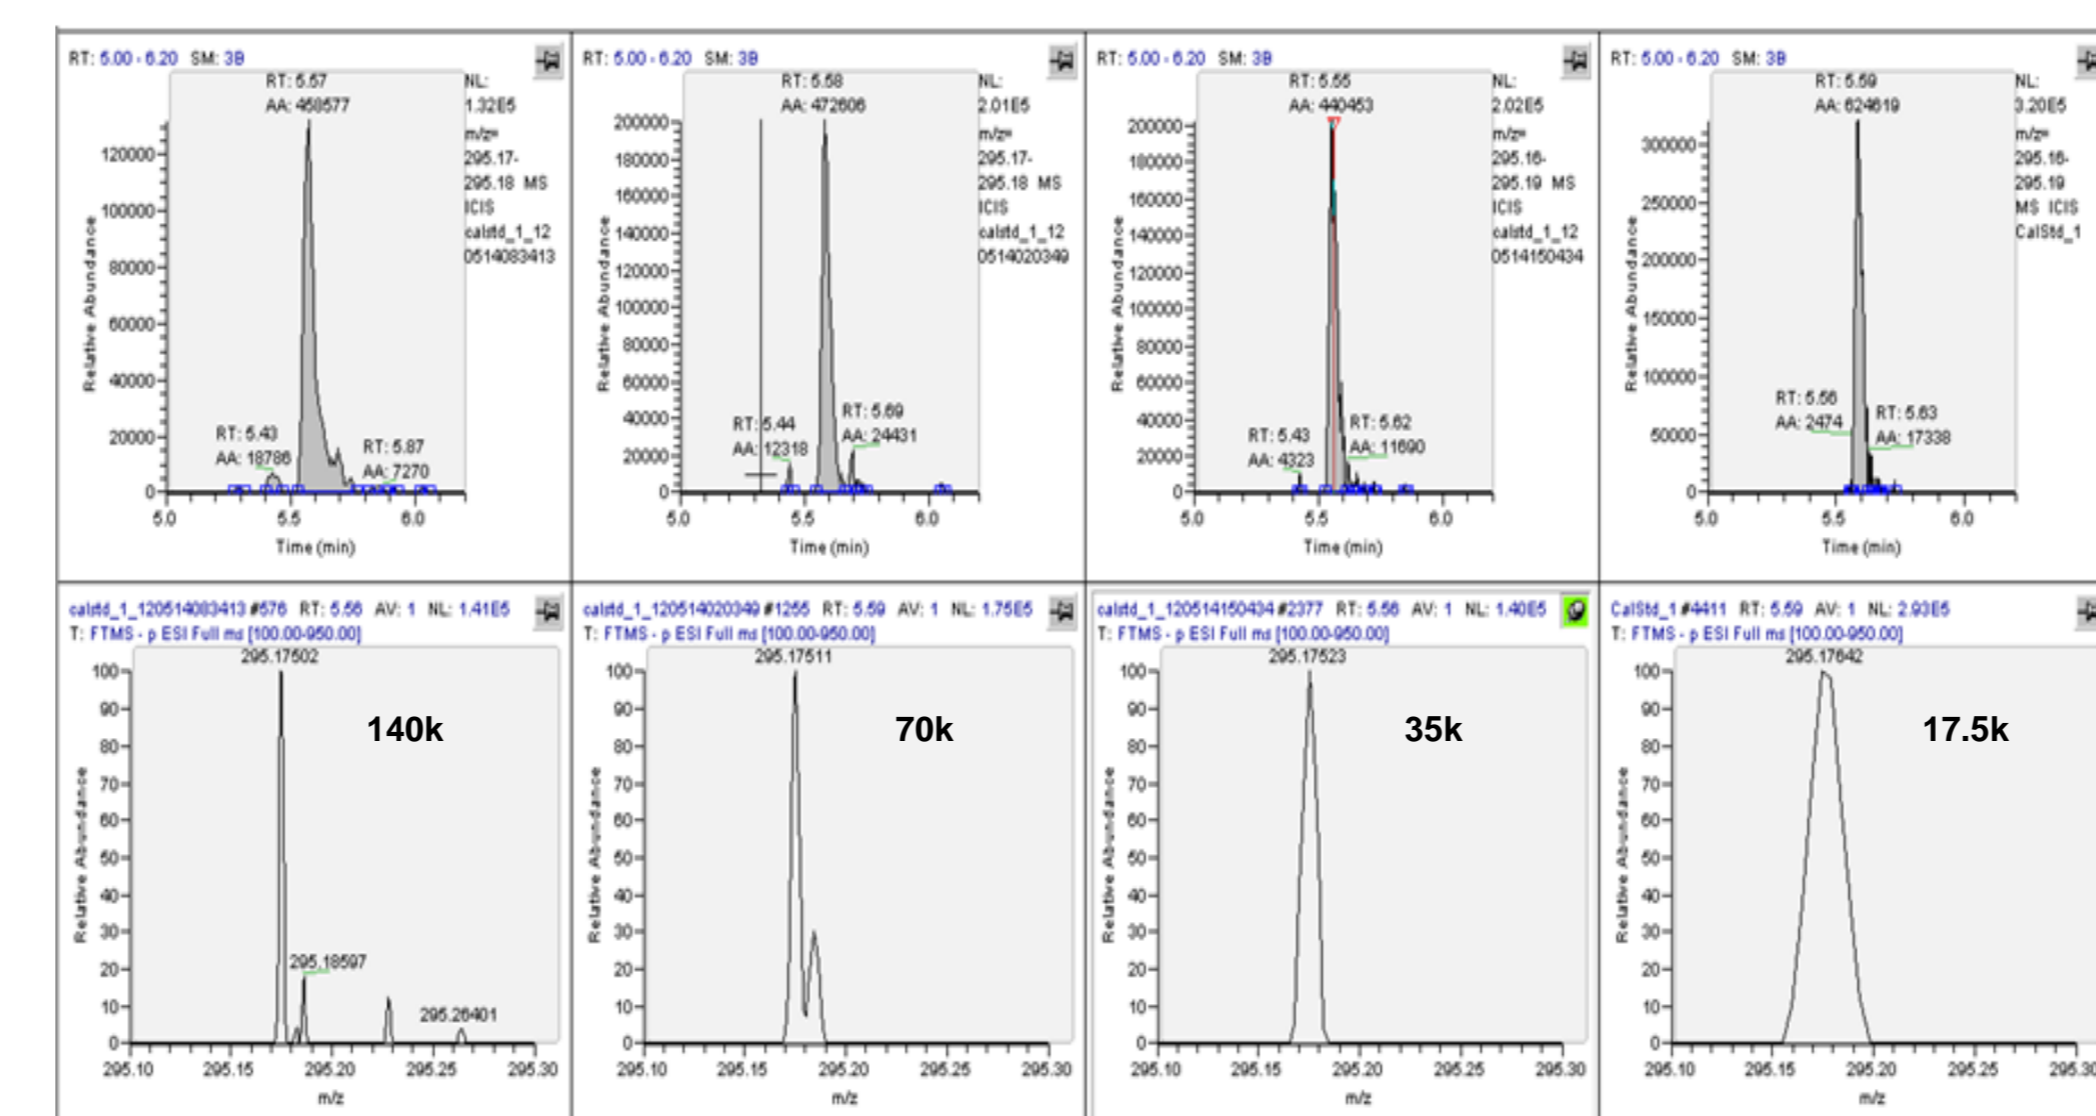 RT: 5.00 - 6.20 SM: 3B
RT: 5.57
AA: 458577
NL:
1.32E5
m/z=
295.17-
295.18 MS
ICIS
calstd_1_12
0514083413
120000
100000
80000
60000
40000
20000
0
Relative Abundance
RT: 5.43
AA: 18786
RT: 5.87
AA: 7270
5.0 5.5 6.0
Time (min)
RT: 5.00 - 6.20 SM: 3B
RT: 5.58
AA: 472606
NL:
2.01E5
m/z=
295.17-
295.18 MS
ICIS
calstd_1_12
0514020349
200000
180000
160000
140000
120000
100000
80000
60000
40000
20000
0
Relative Abundance
RT: 5.44
AA: 12318
RT: 5.69
AA: 24431
5.0 5.5 6.0
Time (min)
RT: 5.00 - 6.20 SM: 3B
RT: 5.55
AA: 440453
NL:
2.02E5
m/z=
295.16-
295.19 MS
ICIS
calstd_1_12
0514150434
200000
180000
160000
140000
120000
100000
80000
60000
40000
20000
0
Relative Abundance
RT: 5.43
AA: 4323
RT: 5.62
AA: 11690
5.0 5.5 6.0
Time (min)
RT: 5.00 - 6.20 SM: 3B
RT: 5.59
AA: 624619
NL:
3.20E5
m/z=
295.16-
295.19
MS ICIS
CalStd_1
300000
250000
200000
150000
100000
50000
0
Relative Abundance
RT: 5.56
AA: 2474
RT: 5.63
AA: 17338
5.0 5.5 6.0
Time (min)
calstd_1_120514083413 #576 RT: 5.56 AV: 1 NL: 1.41E5
T: FTMS - p ESI Full ms [100.00-950.00]
295.17502
140k
100
90
80
70
60
50
40
30
20
10
0
Relative Abundance
295.18597
295.26401
295.10 295.15 295.20 295.25 295.30
m/z
calstd_1_120514020349 #1255 RT: 5.59 AV: 1 NL: 1.75E5
T: FTMS - p ESI Full ms [100.00-950.00]
295.17511
70k
100
90
80
70
60
50
40
30
20
10
0
Relative Abundance
295.10 295.15 295.20 295.25 295.30
m/z
calstd_1_120514150434 #2377 RT: 5.56 AV: 1 NL: 1.40E5
T: FTMS - p ESI Full ms [100.00-950.00]
295.17523
35k
100
90
80
70
60
50
40
30
20
10
0
Relative Abundance
295.10 295.15 295.20 295.25 295.30
m/z
CalStd_1 #4411 RT: 5.59 AV: 1 NL: 2.93E5
T: FTMS - p ESI Full ms [100.00-950.00]
295.17642
17.5k
100
90
80
70
60
50
40
30
20
10
0
Relative Abundance
295.10 295.15 295.20 295.25 295.30
m/z